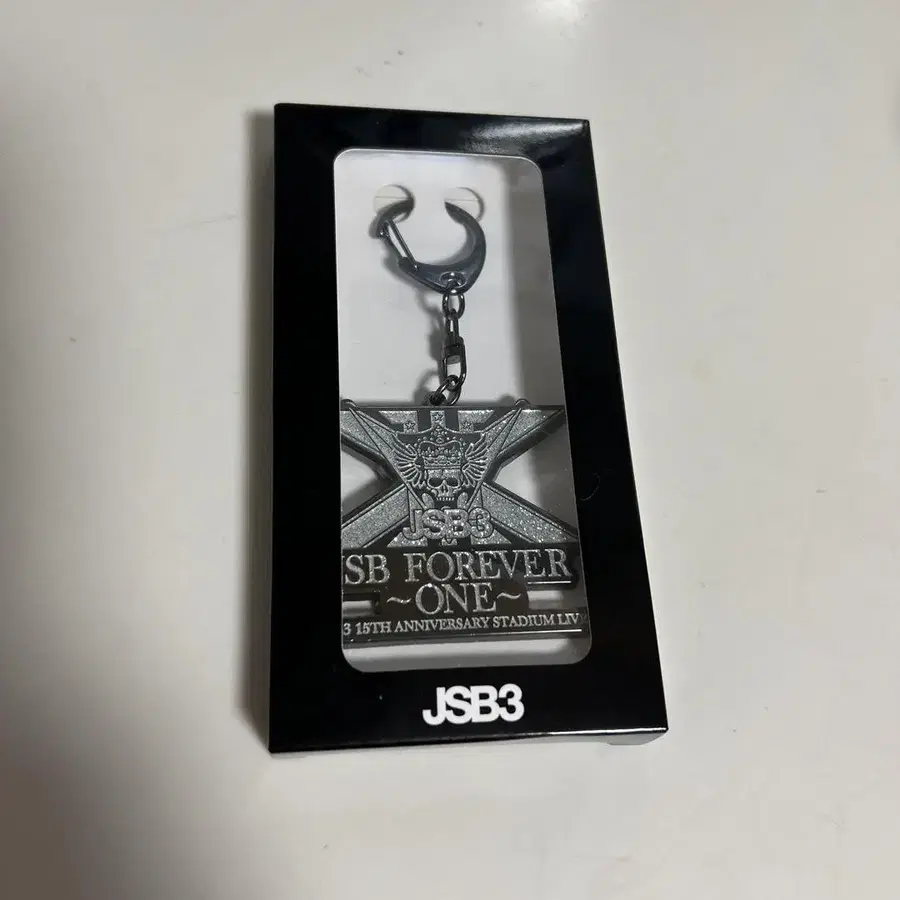 JSB3
SB FOREVER
~ONE~
3 15TH ANNIVERSARY STADIUM LIV
JSB3